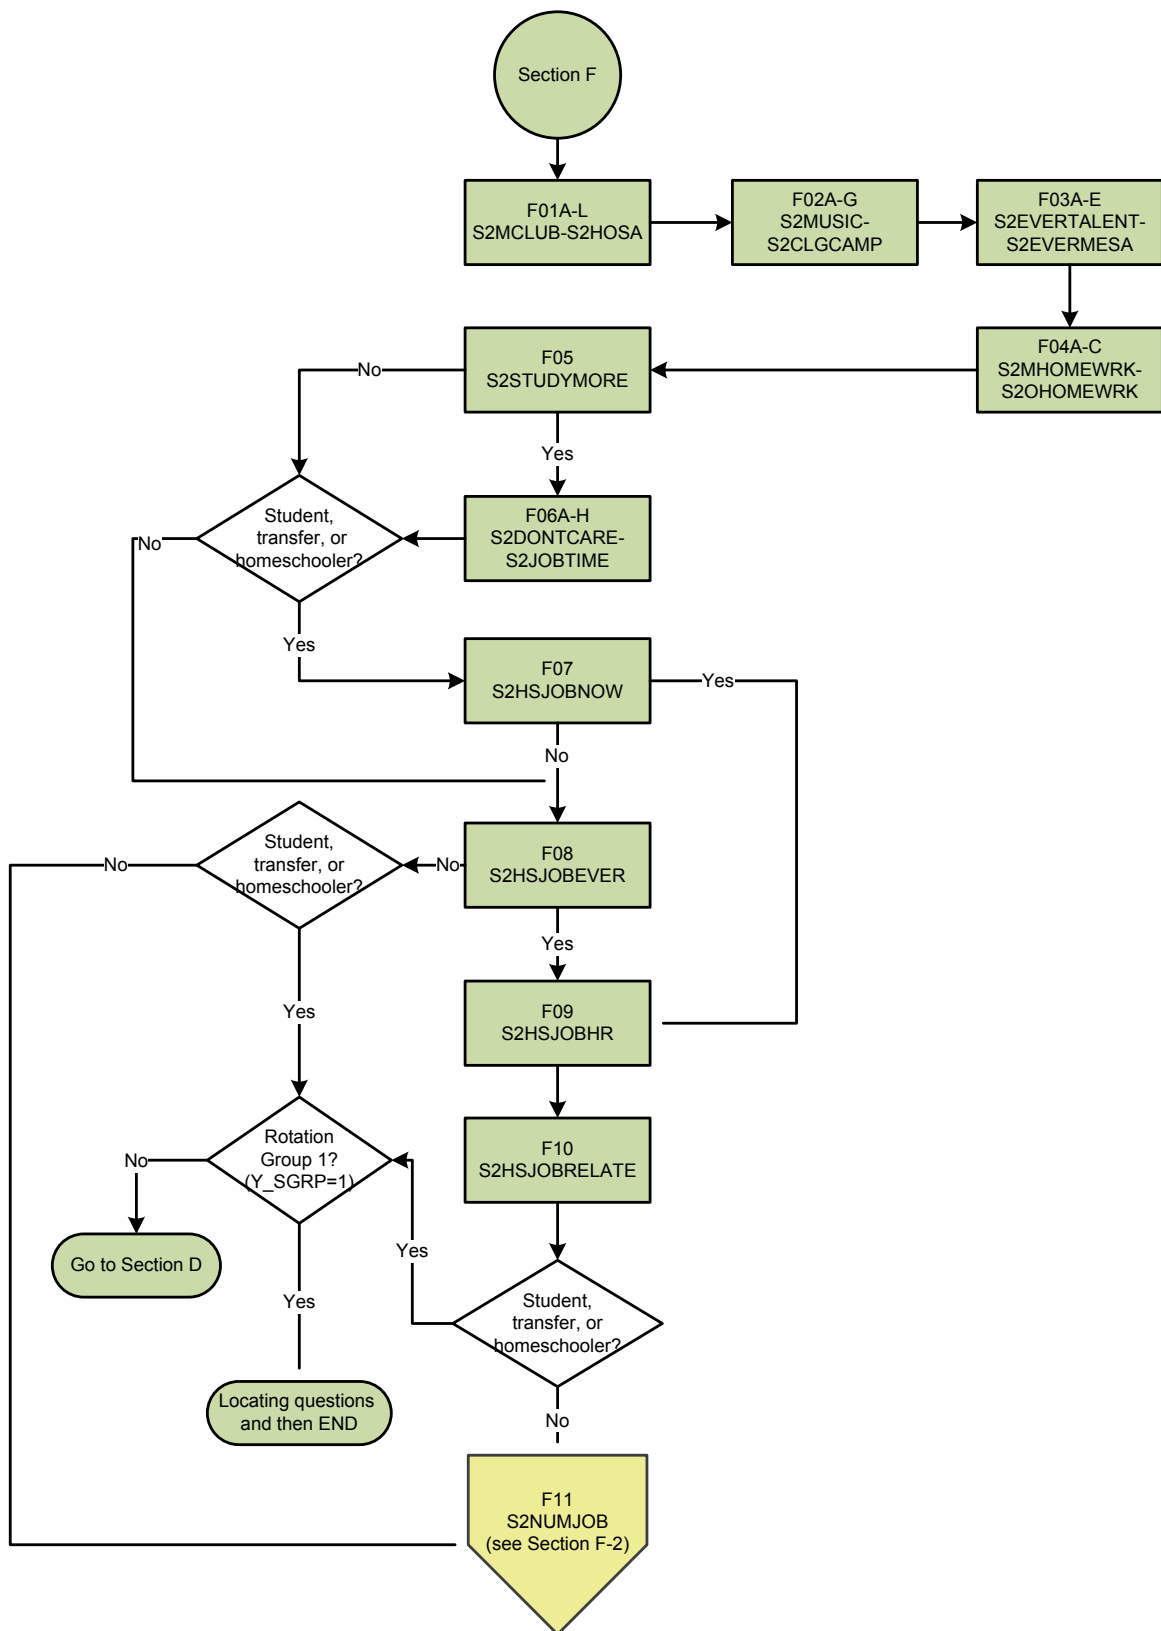 Section F
F01A-L
S2MCLUB-S2HOSA
F02A-G
S2MUSIC-
S2CLGCAMP
F03A-E
S2EVERTALENT-
S2EVERMESA
F04A-C
S2MHOMEWRK-
S2OHOMEWRK
F05
S2STUDYMORE
No
Yes
Student,
transfer, or
homeschooler?
No
F06A-H
S2DONTCARE-
S2JOBTIME
Yes
F07
S2HSJOBNOW
Yes
No
Student,
transfer, or
homeschooler?
No
No
F08
S2HSJOBEVER
Yes
Yes
F09
S2HSJOBHR
F10
S2HSJOBRELATE
Rotation
Group 1?
(Y_SGRP=1)
No
Go to Section D
Yes
Yes
Student,
transfer, or
homeschooler?
Locating questions
and then END
No
F11
S2NUMJOB
(see Section F-2)